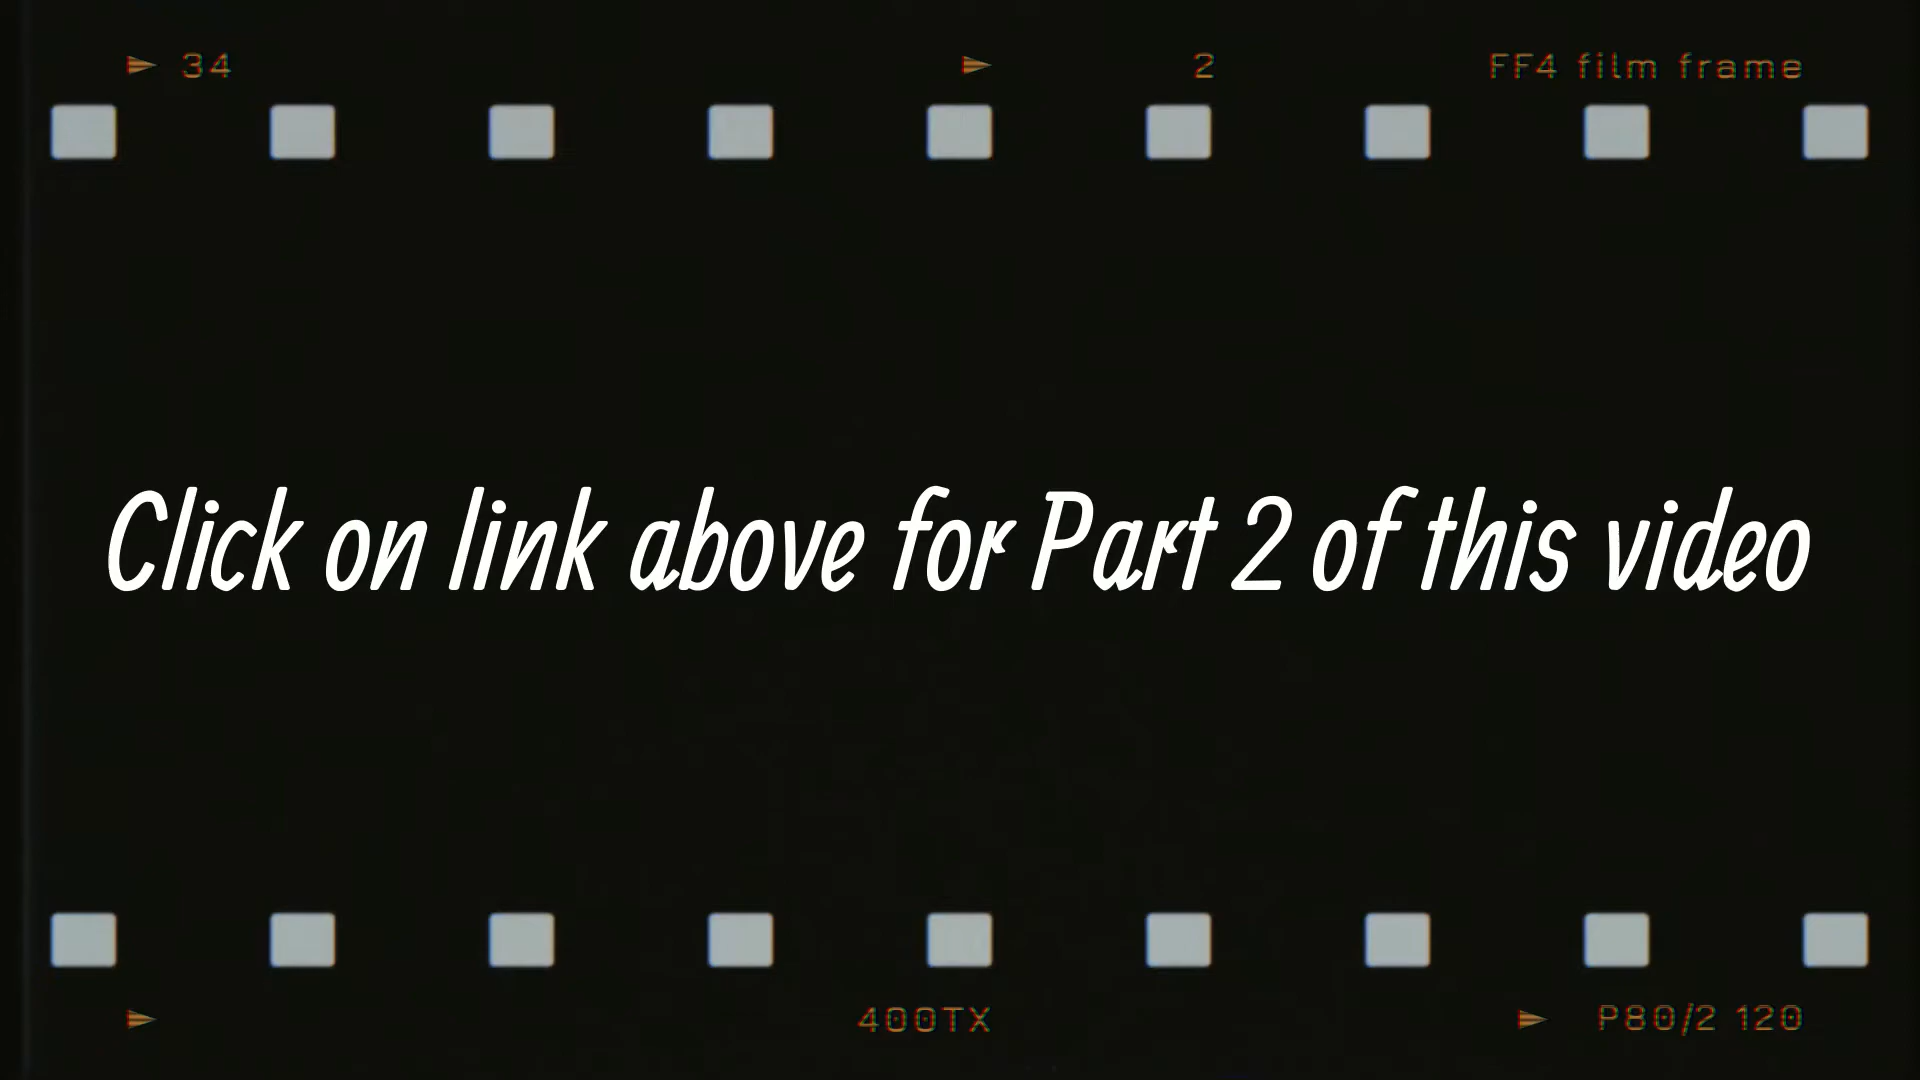 34 2 FF4 film frame
Click on link above for Part 2 of this video
400TX P80/2 120